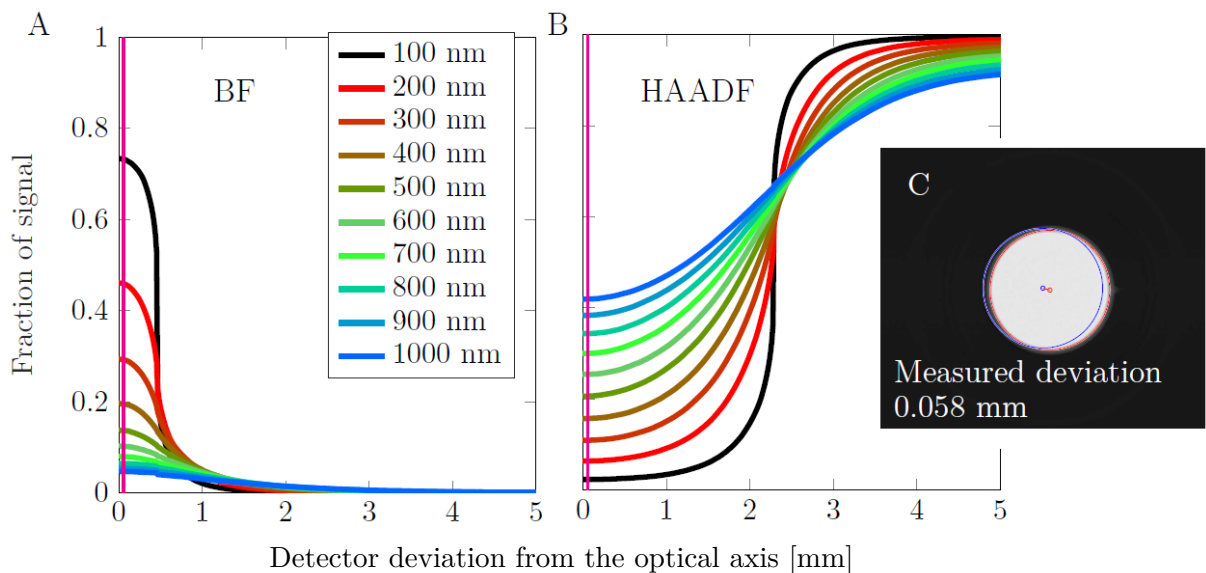 A
B
BF
HAADF
100 nm
200 nm
300 nm
400 nm
500 nm
600 nm
700 nm
800 nm
900 nm
1000 nm
Fraction of signal
1
0.8
0.6
0.4
0.2
0
0 1 2 3 4 5
0 1 2 3 4 5
C
Measured deviation
0.058 mm
Detector deviation from the optical axis [mm]